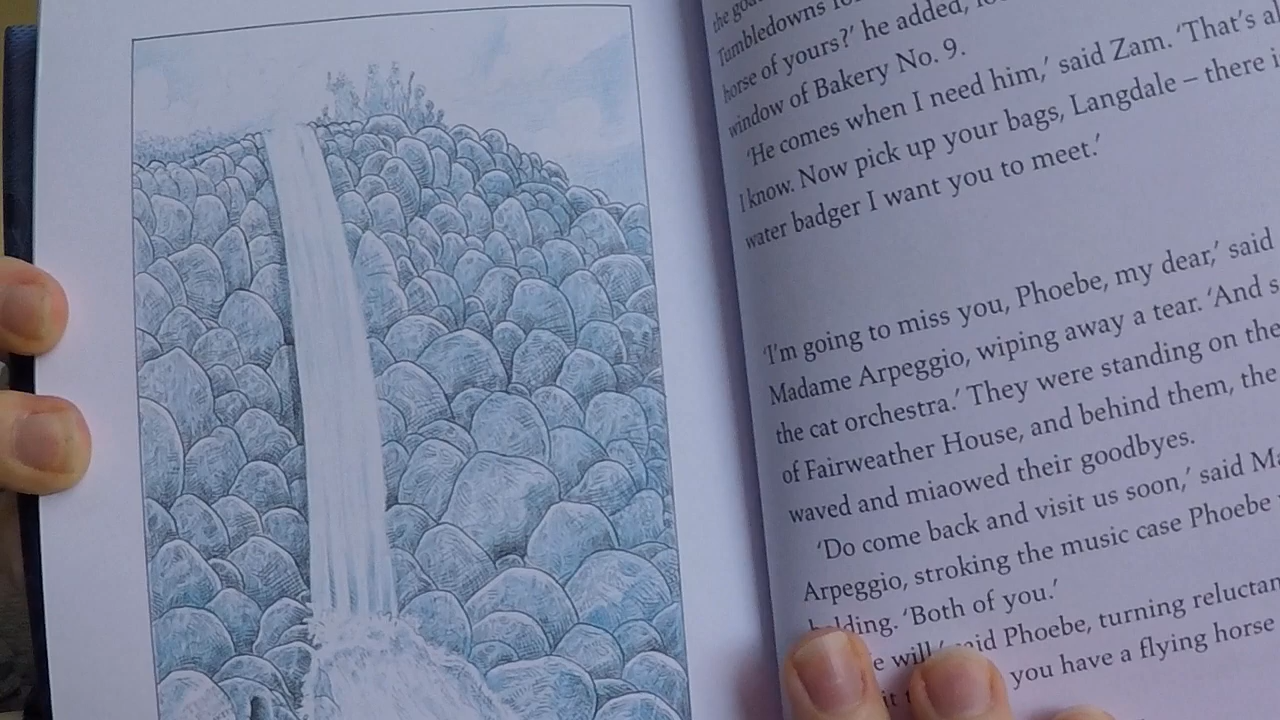 Tumbledowns
horse of yours?' he added,
window of Bakery No. 9.
'He comes when I need him,' said Zam. 'That's
I know. Now pick up your bags, Langdale – there
water badger I want you to meet.'
'I'm going to miss you, Phoebe, my dear,' said
Madame Arpeggio, wiping away a tear. 'And
the cat orchestra.' They were standing on the
of Fairweather House, and behind them, the
waved and miaowed their goodbyes.
'Do come back and visit us soon,' said
Arpeggio, stroking the music case Phoebe
'Both of you.'
will,' said Phoebe, turning
you have a flying horse